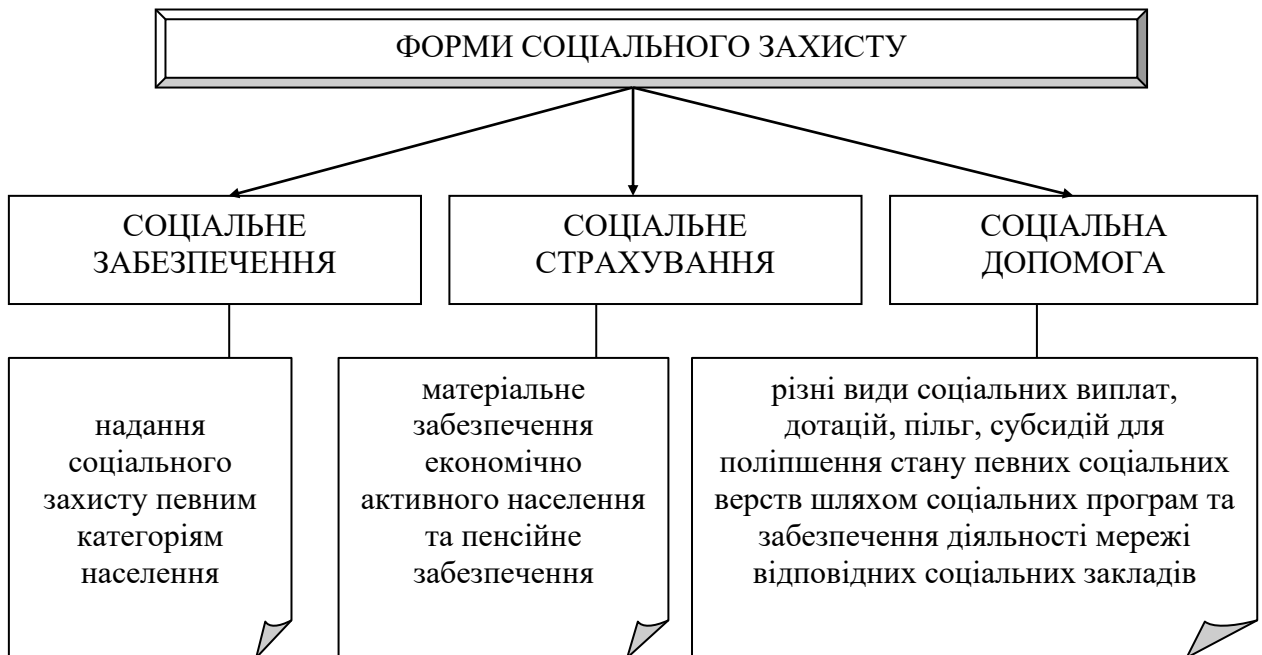 ФОРМИ СОЦІАЛЬНОГО ЗАХИСТУ
СОЦІАЛЬНЕ
ЗАБЕЗПЕЧЕННЯ
СОЦІАЛЬНЕ
СТРАХУВАННЯ
СОЦІАЛЬНА
ДОПОМОГА
надання
соціального
захисту певним
категоріям
населення
матеріальне
забезпечення
економічно
активного населення
та пенсійне
забезпечення
різні види соціальних виплат,
дотацій, пільг, субсидій для
поліпшення стану певних соціальних
верств шляхом соціальних програм та
забезпечення діяльності мережі
відповідних соціальних закладів